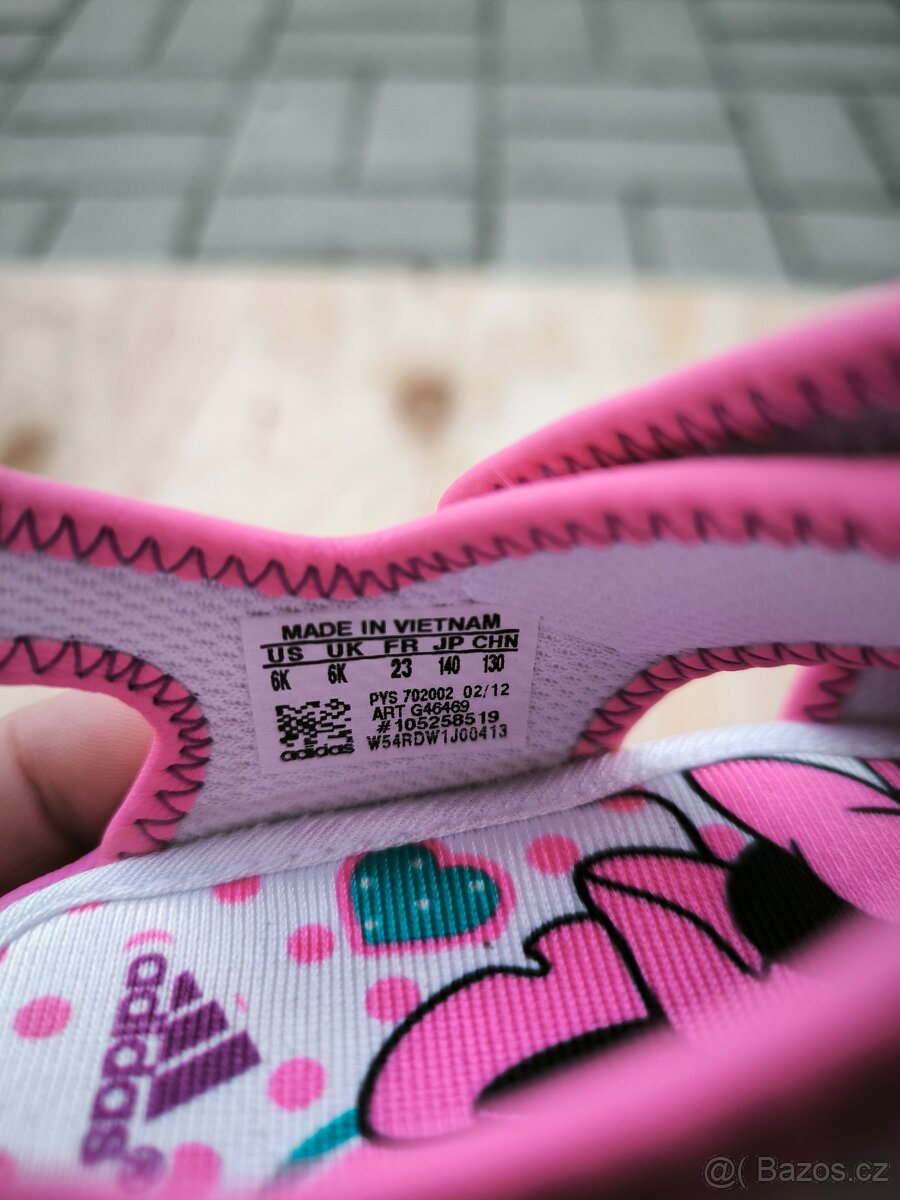 MADE IN VIETNAM
US UK FR JP CHN
6K 6K 23 140 130
PYS 702002 02/12
ART G46469
# 105258519
W54RDW1J00413
adidas
adidas
@( Bazos.cz